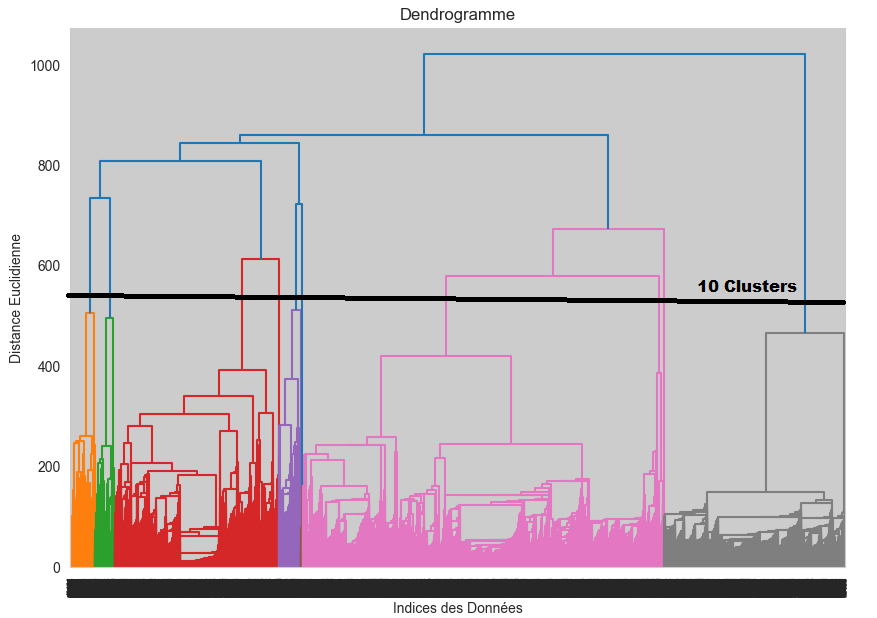 Dendrogramme
1000
800
600
400
200
0
Distance Euclidienne
10 Clusters
Indices des Données